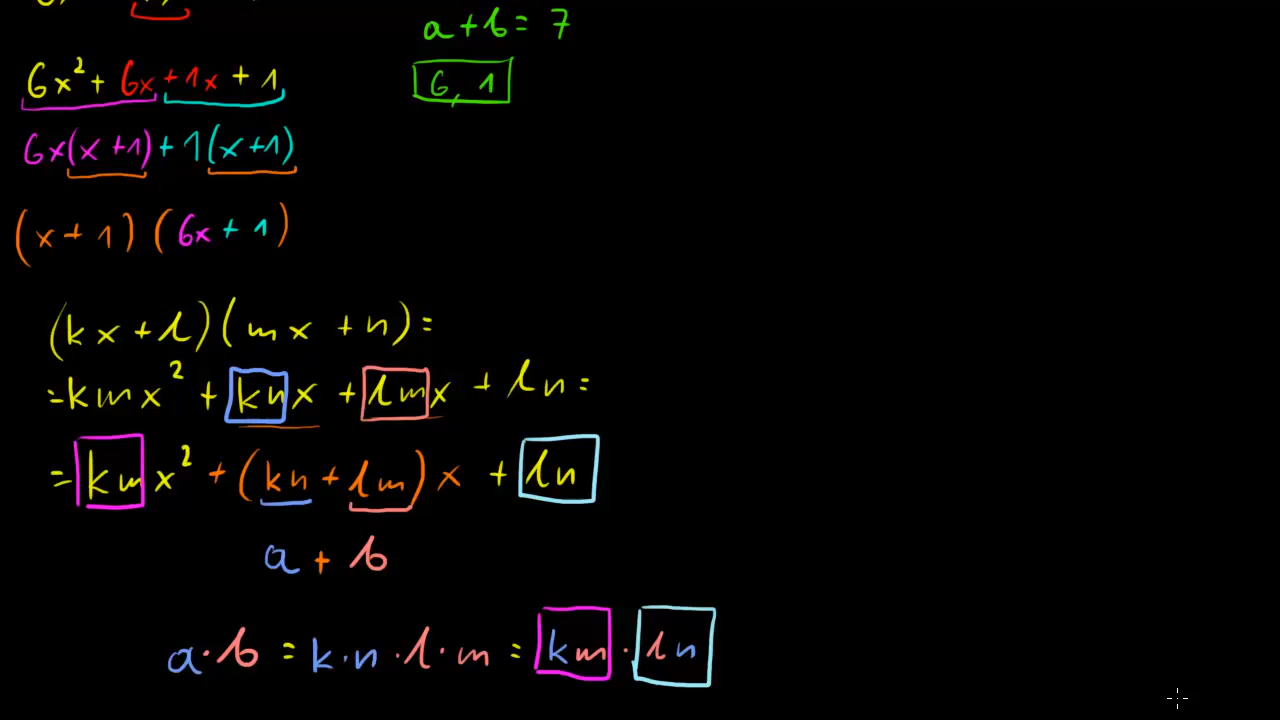 a + b = 7
6x² + 6x + 1x + 1
6, 1
6x(x + 1) + 1(x + 1)
(x + 1)(6x + 1)
(kx + l)(mx + n) =
= kmx² + knx + lmx + ln =
= kmx² + (kn + lm)x + ln
a + b
a · b = k · n · l · m = km · ln